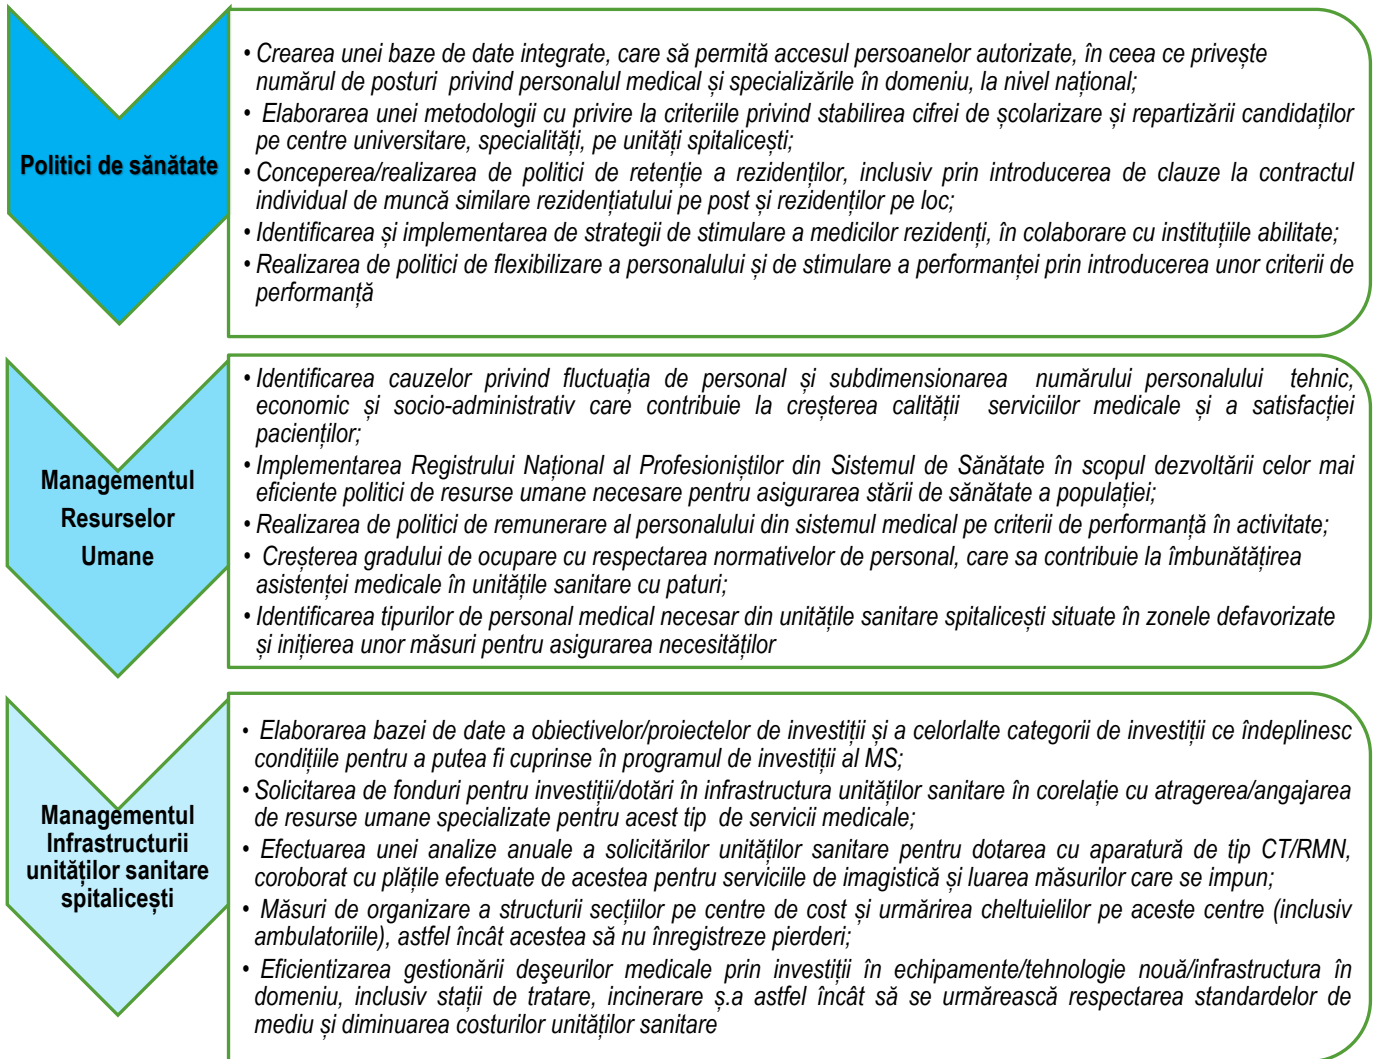 Politici de sănătate
• Crearea unei baze de date integrate, care să permită accesul persoanelor autorizate, în ceea ce privește
numărul de posturi privind personalul medical și specializările în domeniu, la nivel național;
• Elaborarea unei metodologii cu privire la criteriile privind stabilirea cifrei de școlarizare și repartizării candidaților
pe centre universitare, specialități, pe unități spitalicești;
• Conceperea/realizarea de politici de retenție a rezidenților, inclusiv prin introducerea de clauze la contractul
individual de muncă similare rezidențiatului pe post și rezidenților pe loc;
• Identificarea și implementarea de strategii de stimulare a medicilor rezidenți, în colaborare cu instituțiile abilitate;
• Realizarea de politici de flexibilizare a personalului și de stimulare a performanței prin introducerea unor criterii de
performanță
Managementul
Resurselor
Umane
• Identificarea cauzelor privind fluctuația de personal și subdimensionarea numărului personalului tehnic,
economic și socio-administrativ care contribuie la creșterea calității serviciilor medicale și a satisfacției
pacienților;
• Implementarea Registrului Național al Profesioniștilor din Sistemul de Sănătate în scopul dezvoltării celor mai
eficiente politici de resurse umane necesare pentru asigurarea stării de sănătate a populației;
• Realizarea de politici de remunerare al personalului din sistemul medical pe criterii de performanță în activitate;
• Creșterea gradului de ocupare cu respectarea normativelor de personal, care sa contribuie la îmbunătățirea
asistenței medicale în unitățile sanitare cu paturi;
• Identificarea tipurilor de personal medical necesar din unitățile sanitare spitalicești situate în zonele defavorizate
și inițierea unor măsuri pentru asigurarea necesităților
Managementul
Infrastructurii
unităților sanitare
spitalicești
• Elaborarea bazei de date a obiectivelor/proiectelor de investiții și a celorlalte categorii de investiții ce îndeplinesc
condițiile pentru a putea fi cuprinse în programul de investiții al MS;
• Solicitarea de fonduri pentru investiții/dotări în infrastructura unităților sanitare în corelație cu atragerea/angajarea
de resurse umane specializate pentru acest tip de servicii medicale;
• Efectuarea unei analize anuale a solicitărilor unităților sanitare pentru dotarea cu aparatură de tip CT/RMN,
coroborat cu plățile efectuate de acestea pentru serviciile de imagistică și luarea măsurilor care se impun;
• Măsuri de organizare a structurii secțiilor pe centre de cost și urmărirea cheltuielilor pe aceste centre (inclusiv
ambulatoriile), astfel încât acestea să nu înregistreze pierderi;
• Eficientizarea gestionării deşeurilor medicale prin investiții în echipamente/tehnologie nouă/infrastructura în
domeniu, inclusiv stații de tratare, incinerare ș.a astfel încât să se urmărească respectarea standardelor de
mediu și diminuarea costurilor unităților sanitare